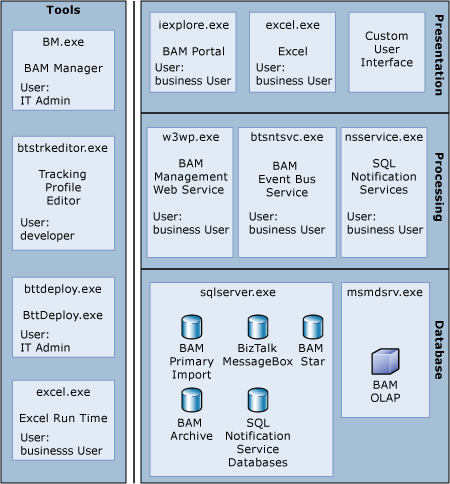 Tools
BM.exe
BAM Manager
User:
IT Admin
btstrkeditor.exe
Tracking
Profile
Editor
User:
developer
bttdeploy.exe
BttDeploy.exe
User:
IT Admin
excel.exe
Excel Run Time
User:
businesss User
Presentation
iexplore.exe
BAM Portal
User:
business User
excel.exe
Excel
User:
business User
Custom
User
Interface
Processing
w3wp.exe
BAM
Management
Web Service
User:
business User
btsntsvc.exe
BAM
Event Bus
Service
User:
business User
nsservice.exe
SQL
Notification
Services
User:
business User
Database
sqlserver.exe
BAM
Primary
Import
BizTalk
MessageBox
BAM
Star
BAM
Archive
SQL
Notification
Service
Databases
msmdsrv.exe
BAM
OLAP